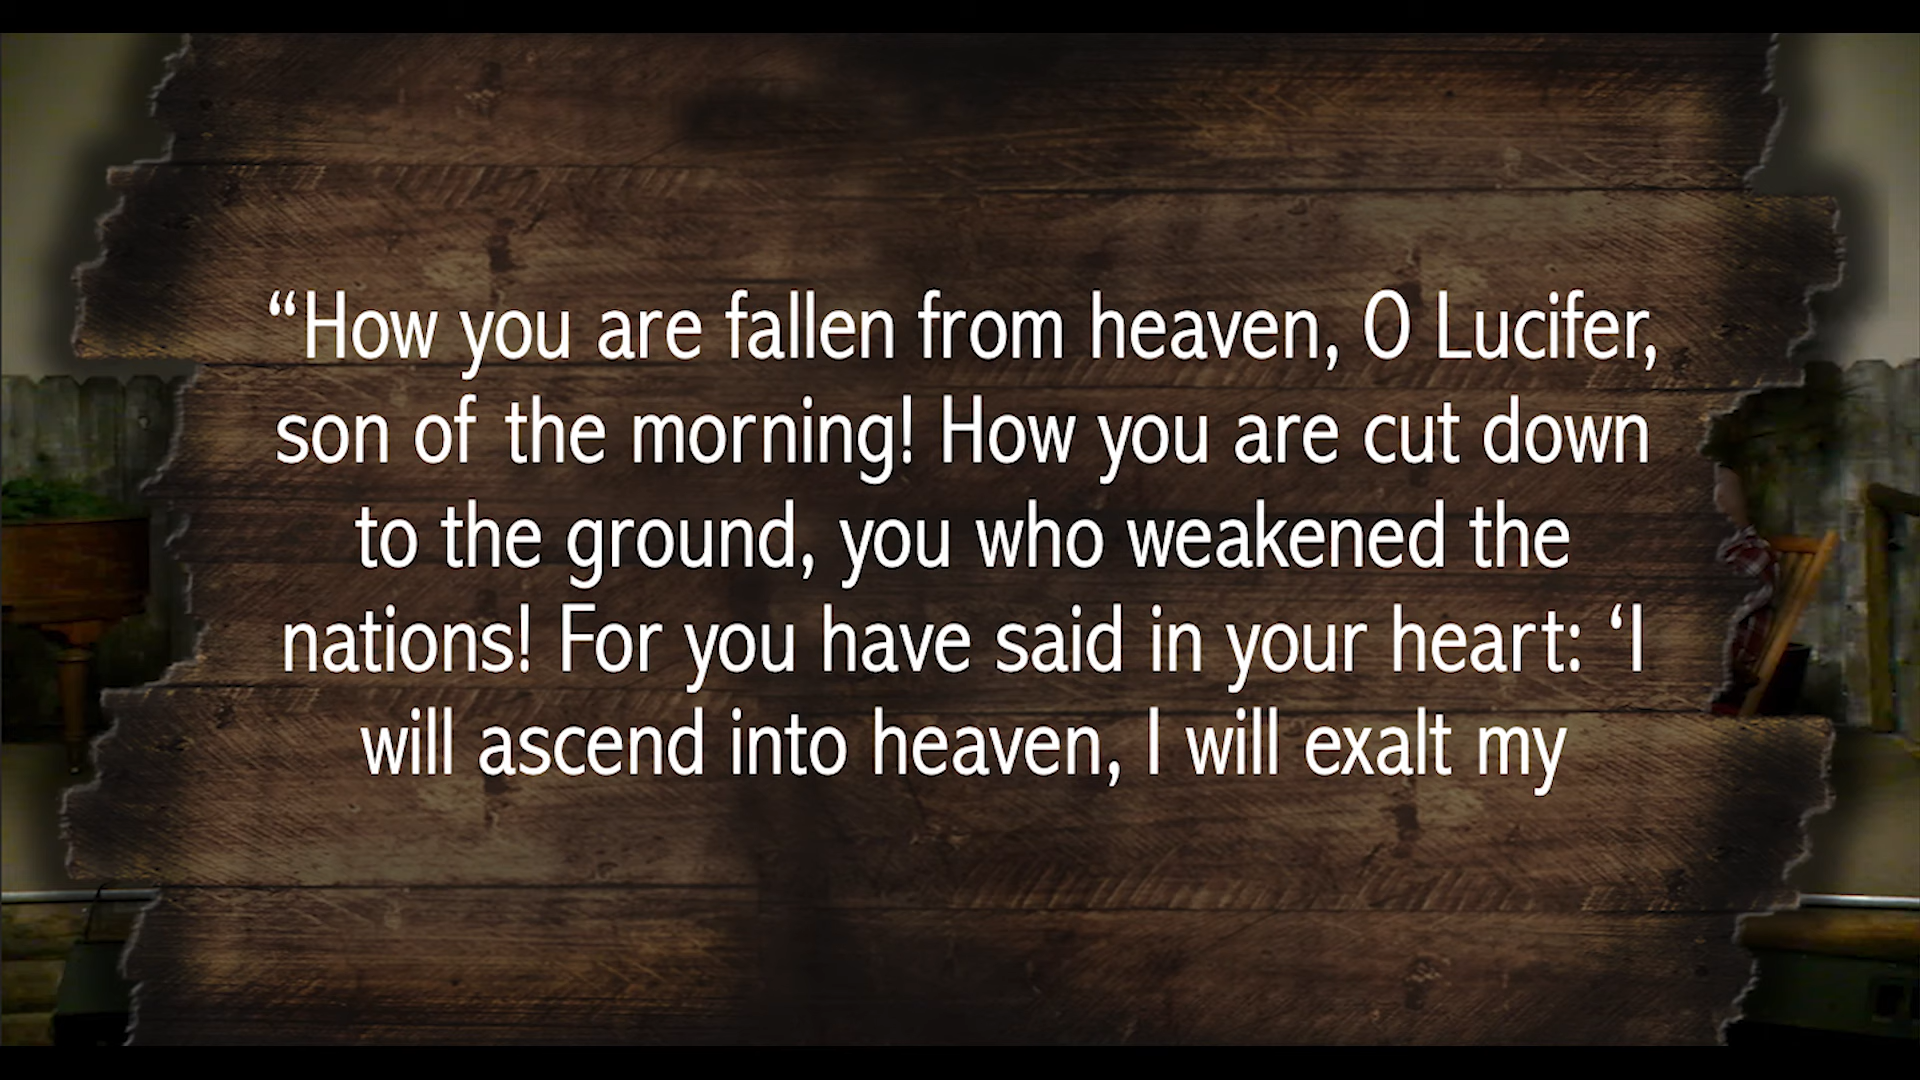 “How you are fallen from heaven, O Lucifer,
son of the morning! How you are cut down
to the ground, you who weakened the
nations! For you have said in your heart: ‘I
will ascend into heaven, I will exalt my